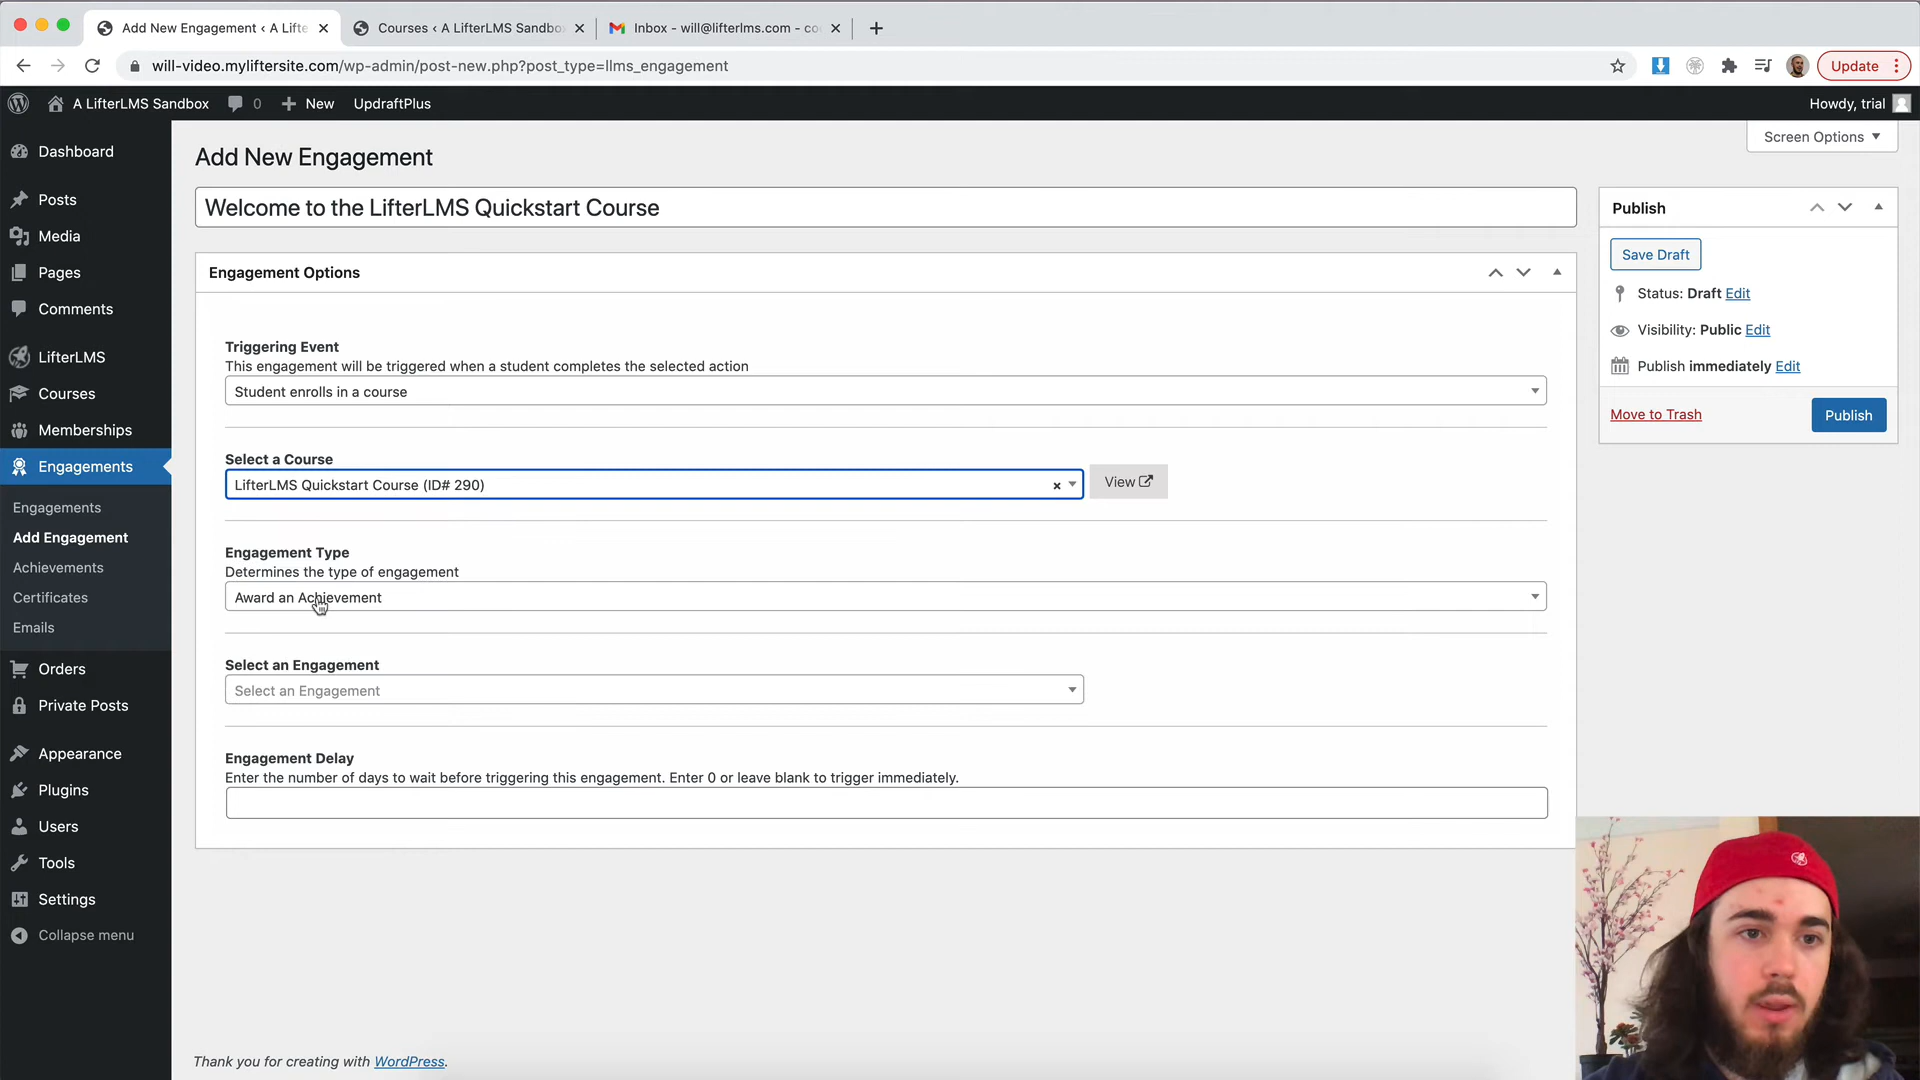 Add New Engagement ‹ A Lifte
Courses ‹ A LifterLMS Sandbo
Inbox - will@lifterlms.com - co
will-video.myliftersite.com/wp-admin/post-new.php?post_type=llms_engagement
Update
A LifterLMS Sandbox
0
New
UpdraftPlus
Howdy, trial
Screen Options
Dashboard
Posts
Media
Pages
Comments
LifterLMS
Courses
Memberships
Engagements
Engagements
Add Engagement
Achievements
Certificates
Emails
Orders
Private Posts
Appearance
Plugins
Users
Tools
Settings
Collapse menu
Add New Engagement
Welcome to the LifterLMS Quickstart Course
Engagement Options
Triggering Event
This engagement will be triggered when a student completes the selected action
Student enrolls in a course
Select a Course
LifterLMS Quickstart Course (ID# 290)
×
View
Engagement Type
Determines the type of engagement
Award an Achievement
Select an Engagement
Select an Engagement
Engagement Delay
Enter the number of days to wait before triggering this engagement. Enter 0 or leave blank to trigger immediately.
Publish
Save Draft
Status: Draft Edit
Visibility: Public Edit
Publish immediately Edit
Move to Trash
Publish
Thank you for creating with WordPress.